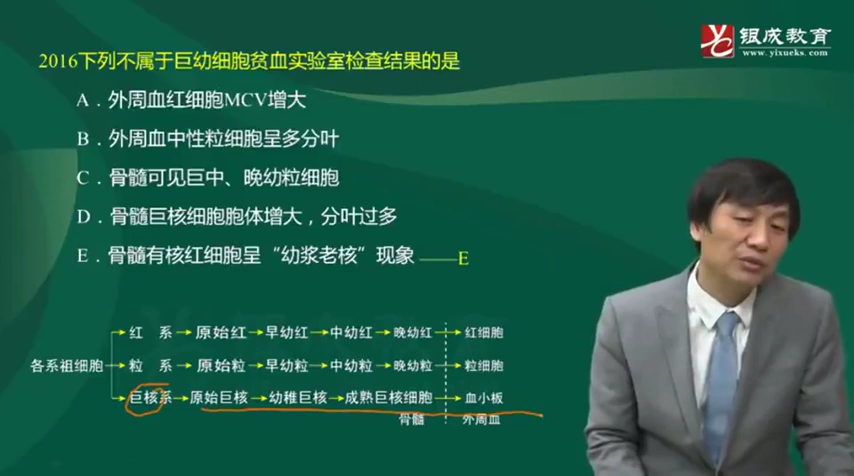 银成教育
www.yixueks.com
2016下列不属于巨幼细胞贫血实验室检查结果的是
A．外周血红细胞MCV增大
B．外周血中性粒细胞呈多分叶
C．骨髓可见巨中、晚幼粒细胞
D．骨髓巨核细胞胞体增大，分叶过多
E．骨髓有核红细胞呈“幼浆老核”现象——E
红 系 原始红 早幼红 中幼红 晚幼红 红细胞
各系祖细胞 粒 系 原始粒 早幼粒 中幼粒 晚幼粒 粒细胞
巨核系 原始巨核 幼稚巨核 成熟巨核细胞 血小板
骨髓 外周血